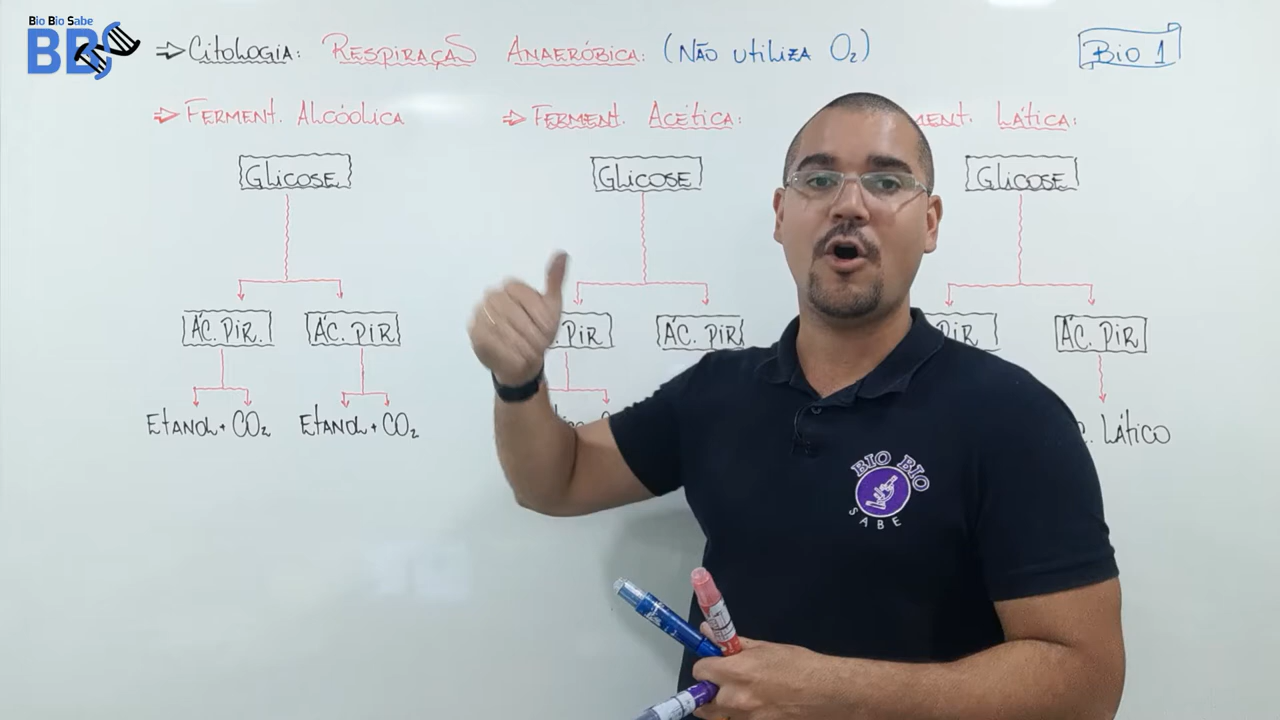 Bio Bio Sabe
BBS
⇒ Citologia: Respiração Anaeróbica: (Não utiliza O₂)
Bio 1
⇒ Ferment. Alcóolica
⇒ Ferment. Acética:
ment. Lática:
Glicose
Glicose
Glicose
Ác. Pir.
Ác. Pir
. Pir
Ác. Pir
Pir
Ác. Pir
Etanol + CO₂
Etanol + CO₂
. Lático
BIO BIO
SABE